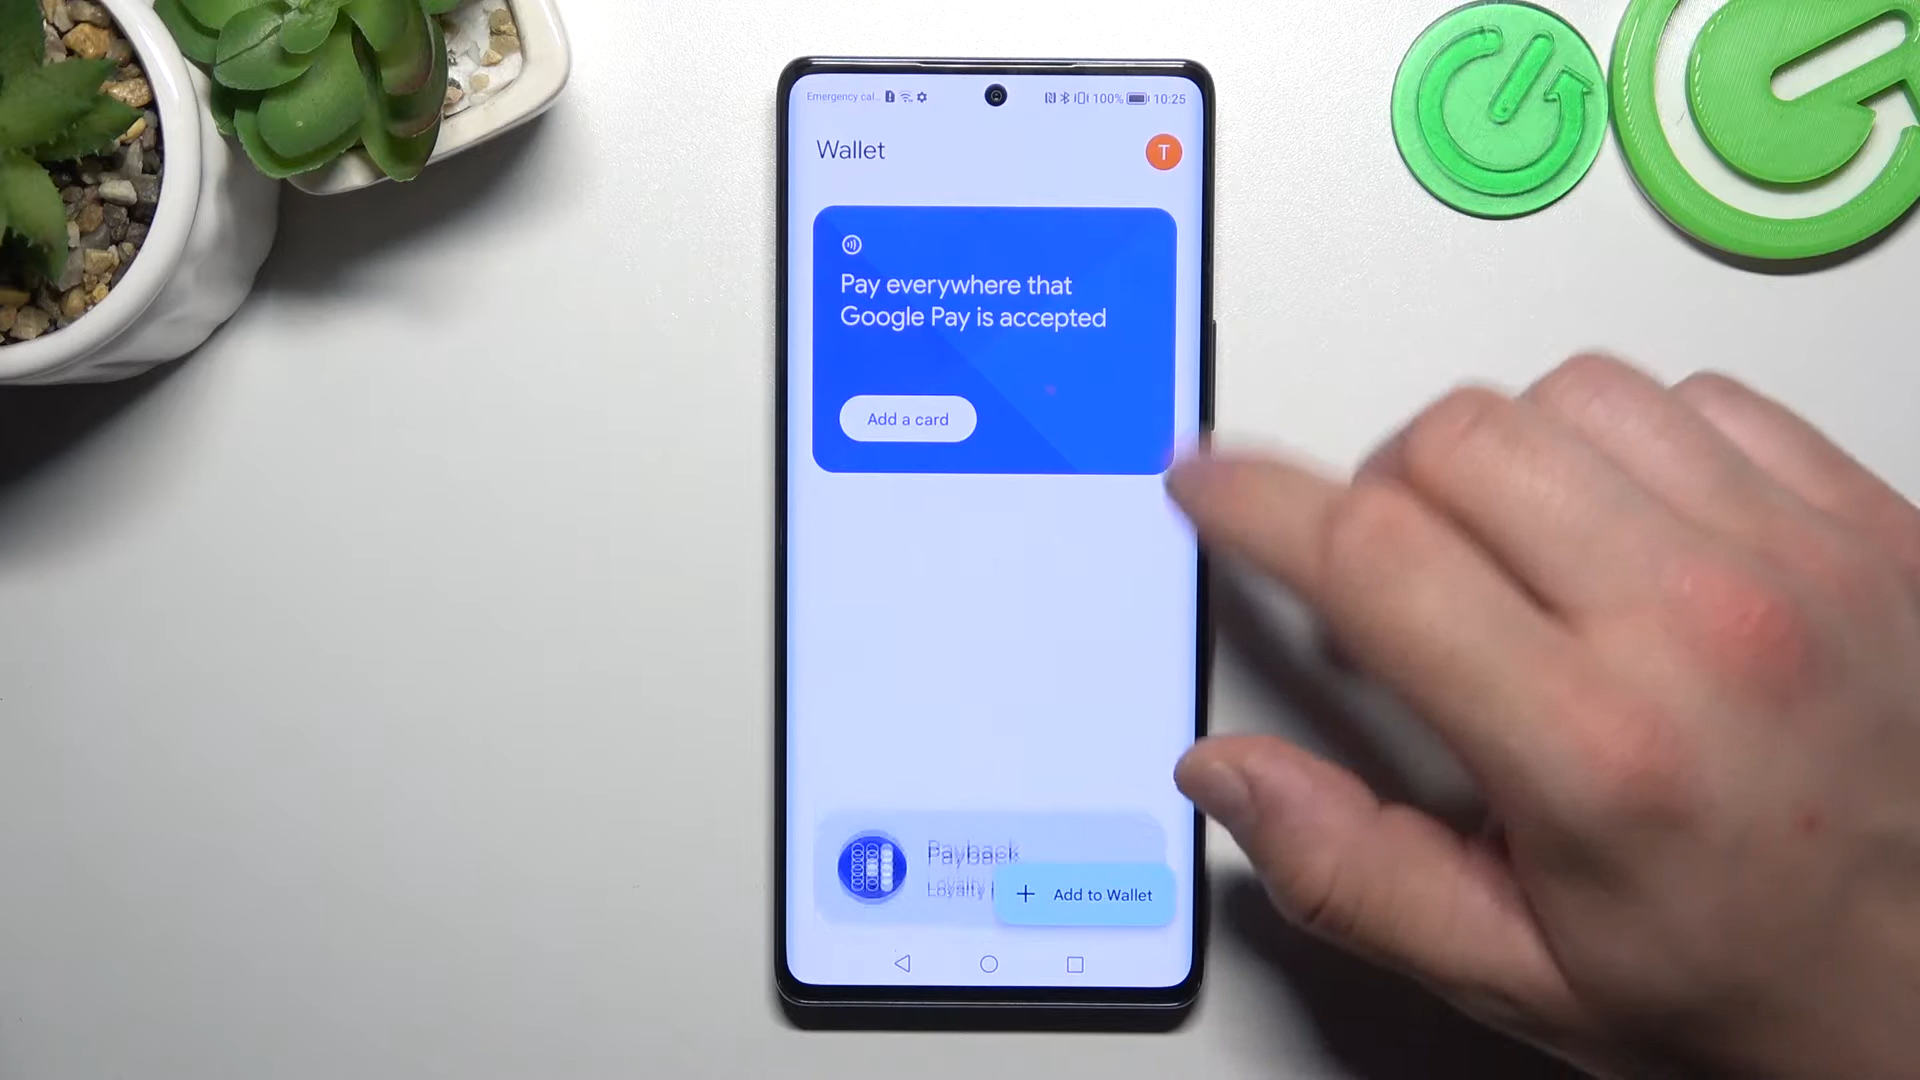 Emergency cal… 100% 10:25
Wallet
T
Pay everywhere that
Google Pay is accepted
Add a card
Payback
Loyalty
+ Add to Wallet